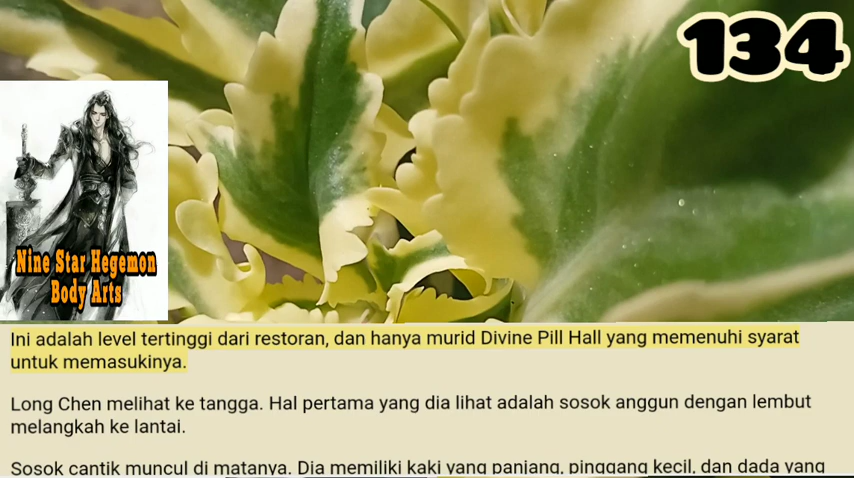 134
Nine Star Hegemon
Body Arts
Ini adalah level tertinggi dari restoran, dan hanya murid Divine Pill Hall yang memenuhi syarat
untuk memasukinya.
Long Chen melihat ke tangga. Hal pertama yang dia lihat adalah sosok anggun dengan lembut
melangkah ke lantai.
Sosok cantik muncul di matanya. Dia memiliki kaki yang panjang, pinggang kecil, dan dada yang